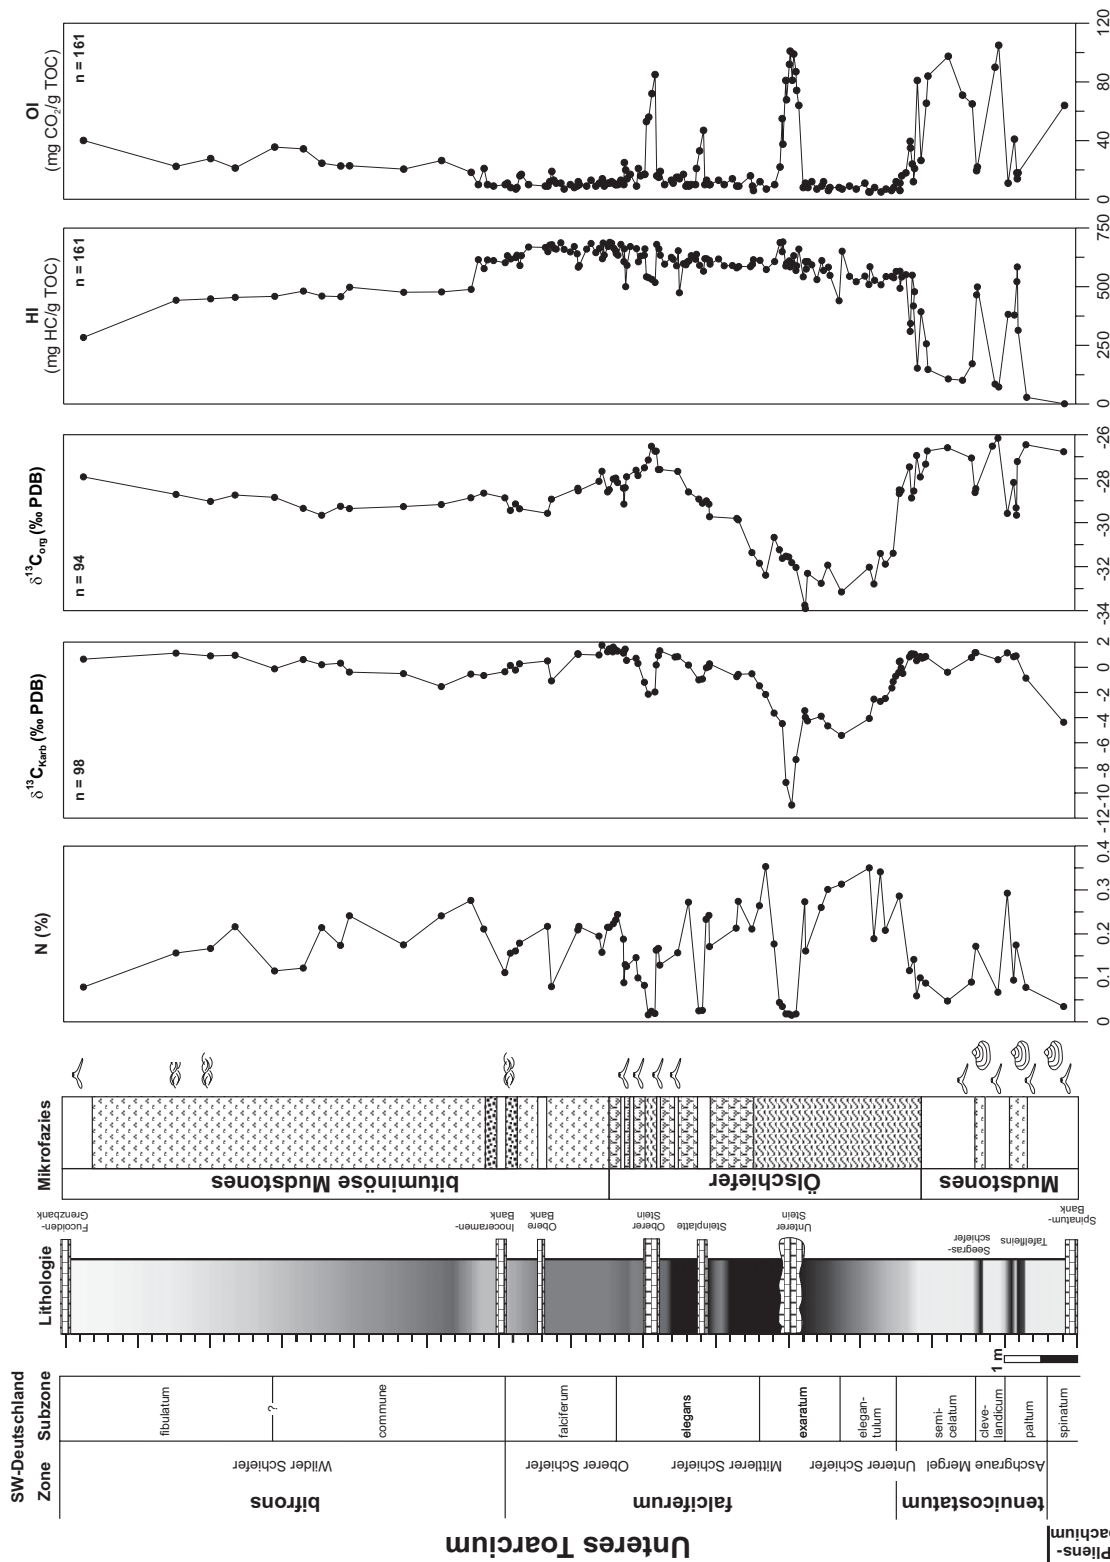 SW-Deutschland
Zone
Subzone
Lithologie
Mikrofazies
N (%)
δ¹³C_Karb (‰ PDB)
δ¹³C_org (‰ PDB)
HI
(mg HC/g TOC)
OI
(mg CO₂/g TOC)
n = 98
n = 94
n = 161
n = 161
Unteres Toarcium
Pliens-
bachium
bifrons
falciferum
tenuicostatum
Wilder Schiefer
Oberer Schiefer
Mittlerer Schiefer
Unterer Schiefer
Aschgraue Mergel
fibulatum
?
commune
falciferum
elegans
exaratum
elegan-
tulum
semi-
celatum
cleve-
landicum
paltum
spinatum
1 m
Fucoiden-
Grenzbank
Inoceramen-
Bank
Obere
Bank
Oberer
Stein
Steinplatte
Unterer
Stein
Seegras-
schiefer
Tafelfleins
Spinatum-
Bank
bituminöse Mudstones
Ölschiefer
Mudstones
0 0.1 0.2 0.3 0.4
-12 -10 -8 -6 -4 -2 0 2
-34 -32 -30 -28 -26
0 250 500 750
0 40 80 120